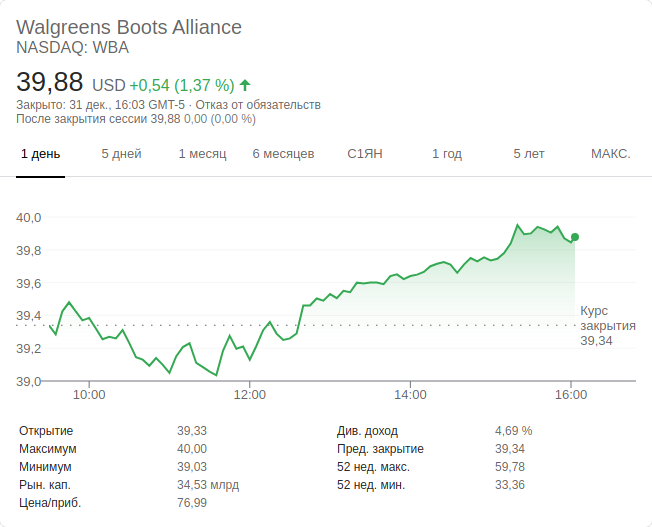 Walgreens Boots Alliance
NASDAQ: WBA
39,88 USD +0,54 (1,37 %)
Закрыто: 31 дек., 16:03 GMT-5 · Отказ от обязательств
После закрытия сессии 39,88 0,00 (0,00 %)
1 день 5 дней 1 месяц 6 месяцев С1ЯН 1 год 5 лет МАКС.
40,0
39,8
39,6
39,4
39,2
39,0
Курс
закрытия
39,34
10:00 12:00 14:00 16:00
Открытие 39,33 Див. доход 4,69 %
Максимум 40,00 Пред. закрытие 39,34
Минимум 39,03 52 нед. макс. 59,78
Рын. кап. 34,53 млрд 52 нед. мин. 33,36
Цена/приб. 76,99